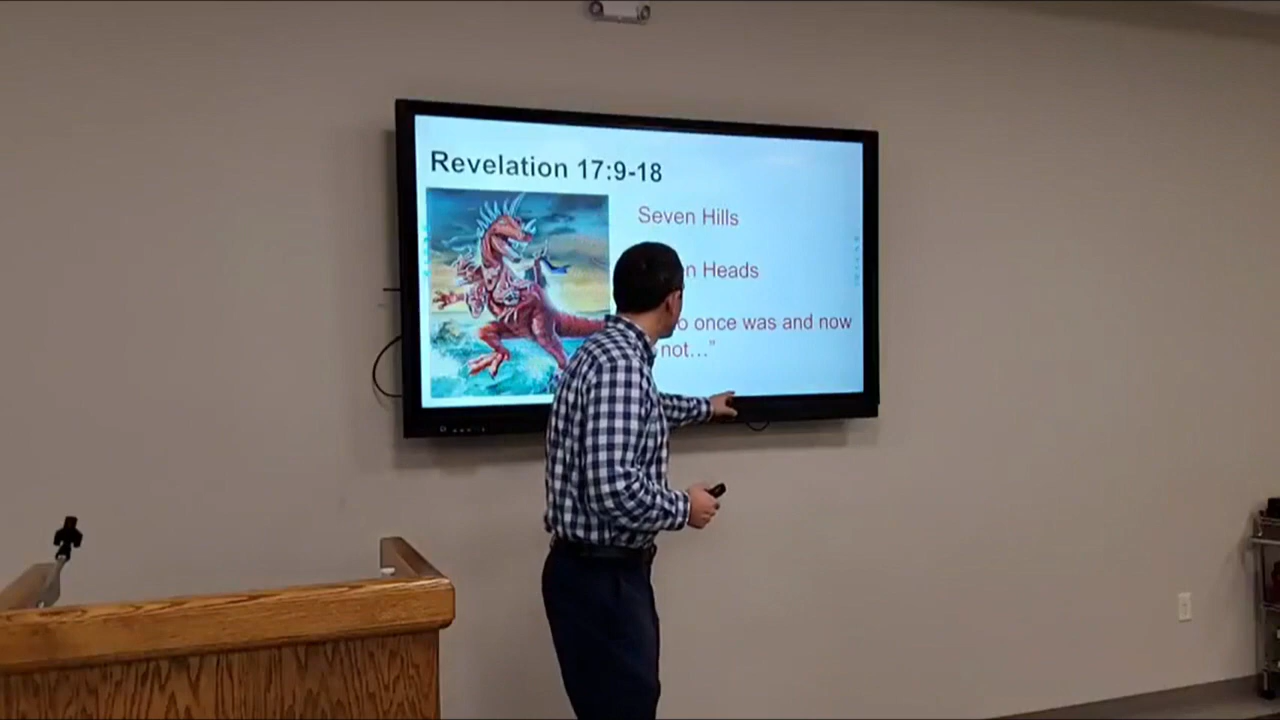 Revelation 17:9-18
Seven Hills
n Heads
o once was and now
not…"